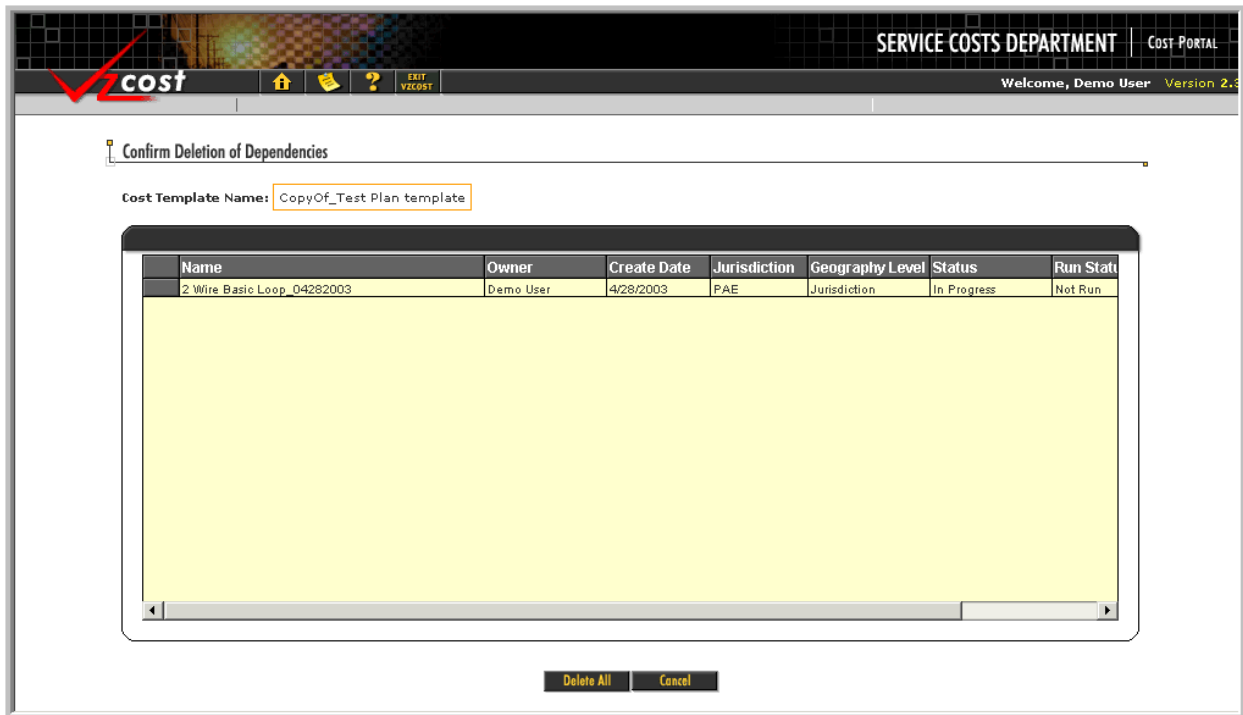 SERVICE COSTS DEPARTMENT | COST PORTAL
VZcost
? EXIT VZCOST
Welcome, Demo User Version 2.3
Confirm Deletion of Dependencies
Cost Template Name: CopyOf_Test Plan template
Name Owner Create Date Jurisdiction Geography Level Status Run Statu
2 Wire Basic Loop_04282003 Demo User 4/28/2003 PAE Jurisdiction In Progress Not Run
Delete All Cancel